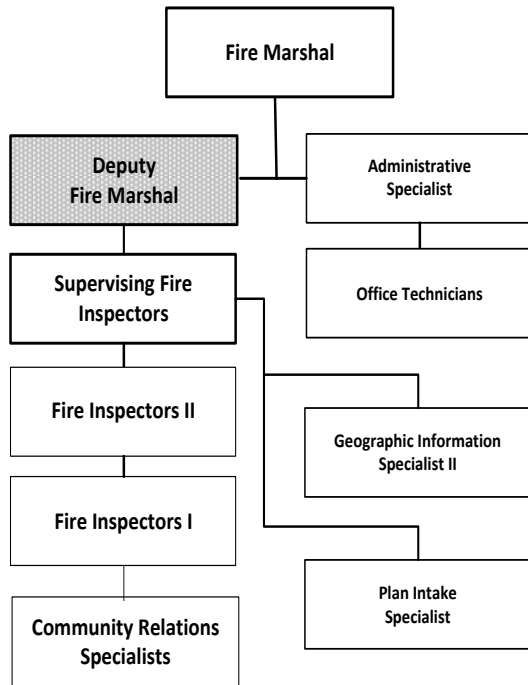 Fire Marshal
Deputy
Fire Marshal
Administrative
Specialist
Supervising Fire
Inspectors
Office Technicians
Fire Inspectors II
Geographic Information
Specialist II
Fire Inspectors I
Plan Intake
Specialist
Community Relations
Specialists